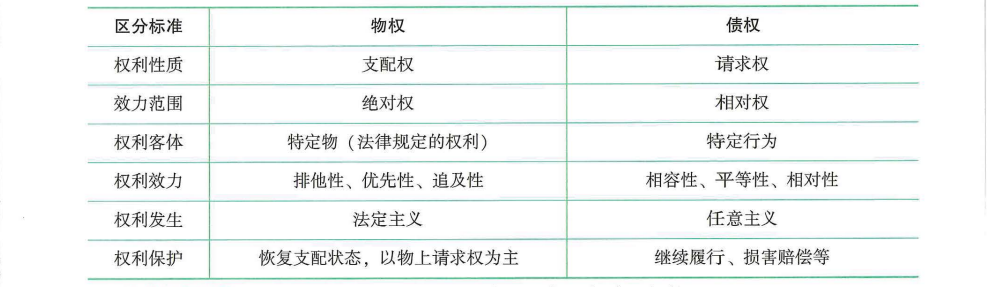 区分标准 物权 债权
权利性质 支配权 请求权
效力范围 绝对权 相对权
权利客体 特定物（法律规定的权利） 特定行为
权利效力 排他性、优先性、追及性 相容性、平等性、相对性
权利发生 法定主义 任意主义
权利保护 恢复支配状态，以物上请求权为主 继续履行、损害赔偿等